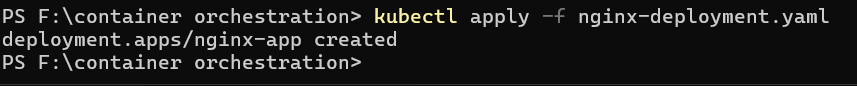 PS F:\container orchestration> kubectl apply -f nginx-deployment.yaml
deployment.apps/nginx-app created
PS F:\container orchestration>